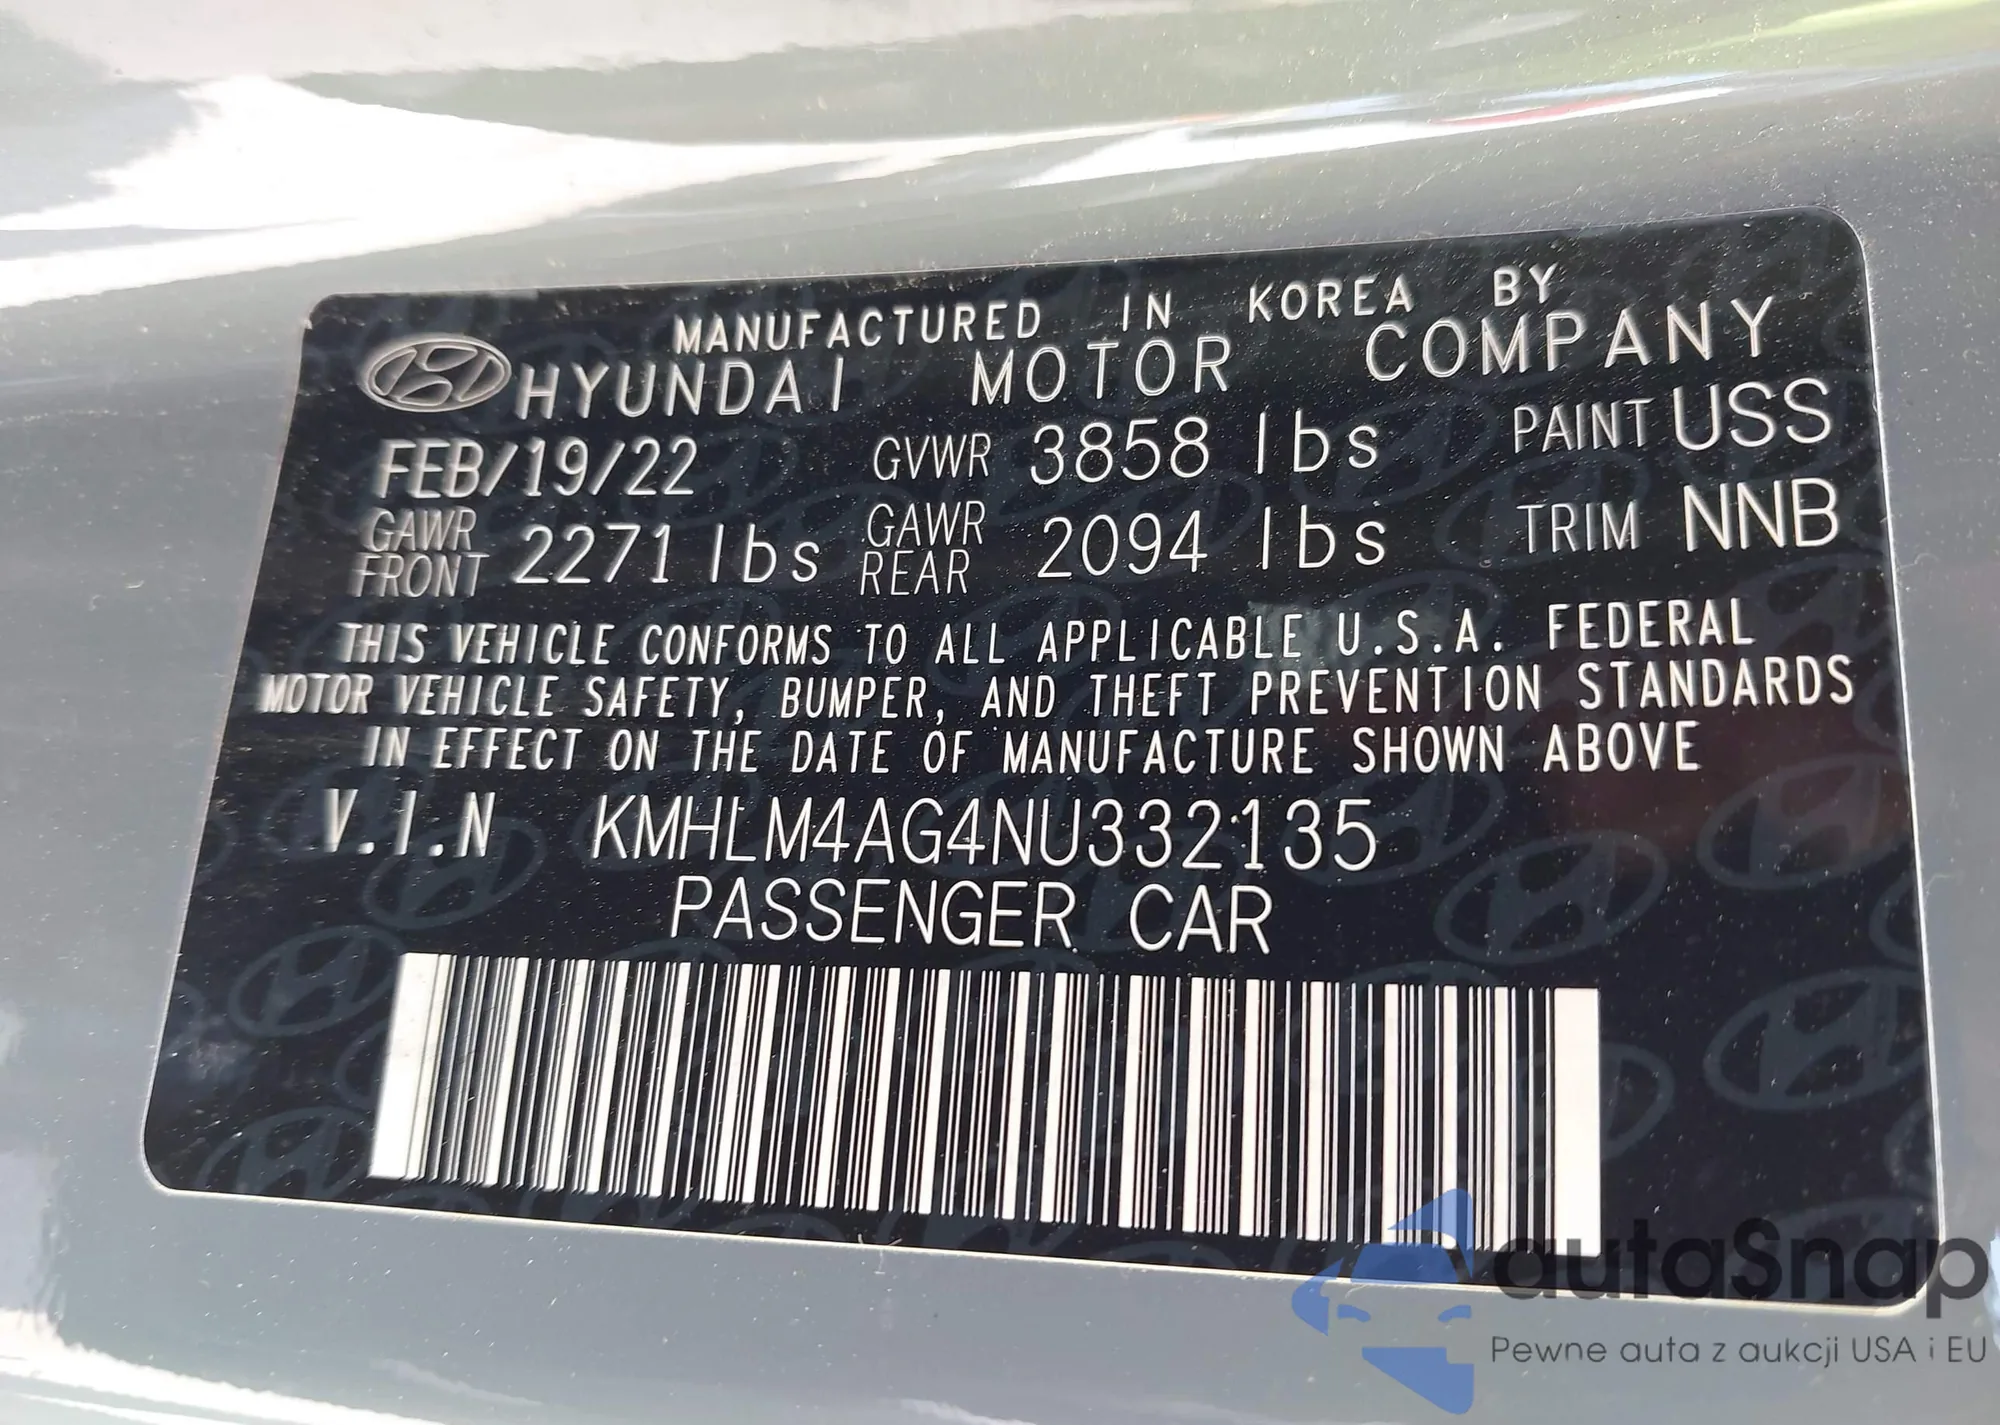 MANUFACTURED IN KOREA BY
HYUNDAI MOTOR COMPANY
FEB/19/22 GVWR 3858 lbs PAINT USS
GAWR FRONT 2271 lbs GAWR REAR 2094 lbs TRIM NNB
THIS VEHICLE CONFORMS TO ALL APPLICABLE U.S.A. FEDERAL
MOTOR VEHICLE SAFETY, BUMPER, AND THEFT PREVENTION STANDARDS
IN EFFECT ON THE DATE OF MANUFACTURE SHOWN ABOVE
V.I.N KMHLM4AG4NU332135
PASSENGER CAR
autaSnap
Pewne auta z aukcji USA i EU